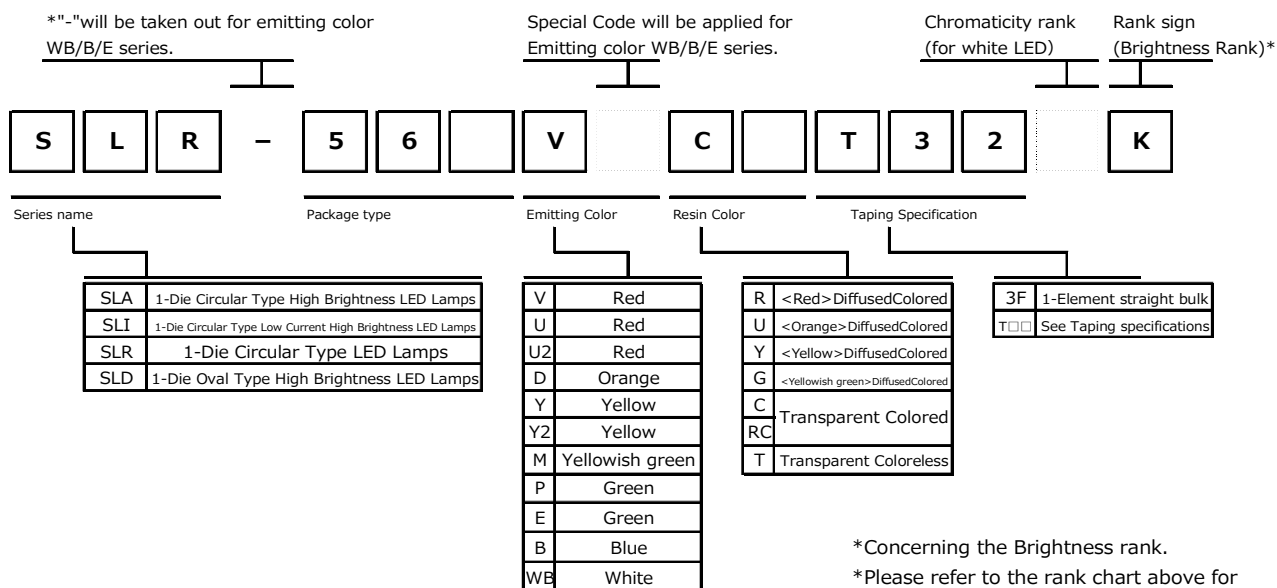 *"-"will be taken out for emitting color
WB/B/E series.
Special Code will be applied for
Emitting color WB/B/E series.
Chromaticity rank
(for white LED)
Rank sign
(Brightness Rank)*
S L R – 5 6 V C T 3 2 K
Series name
Package type
Emitting Color
Resin Color
Taping Specification
SLA 1-Die Circular Type High Brightness LED Lamps
SLI 1-Die Circular Type Low Current High Brightness LED Lamps
SLR 1-Die Circular Type LED Lamps
SLD 1-Die Oval Type High Brightness LED Lamps
V Red
U Red
U2 Red
D Orange
Y Yellow
Y2 Yellow
M Yellowish green
P Green
E Green
B Blue
WB White
R <Red>DiffusedColored
U <Orange>DiffusedColored
Y <Yellow>DiffusedColored
G <Yellowish green>DiffusedColored
C Transparent Colored
RC
T Transparent Coloreless
3F 1-Element straight bulk
T□□ See Taping specifications
*Concerning the Brightness rank.
*Please refer to the rank chart above for